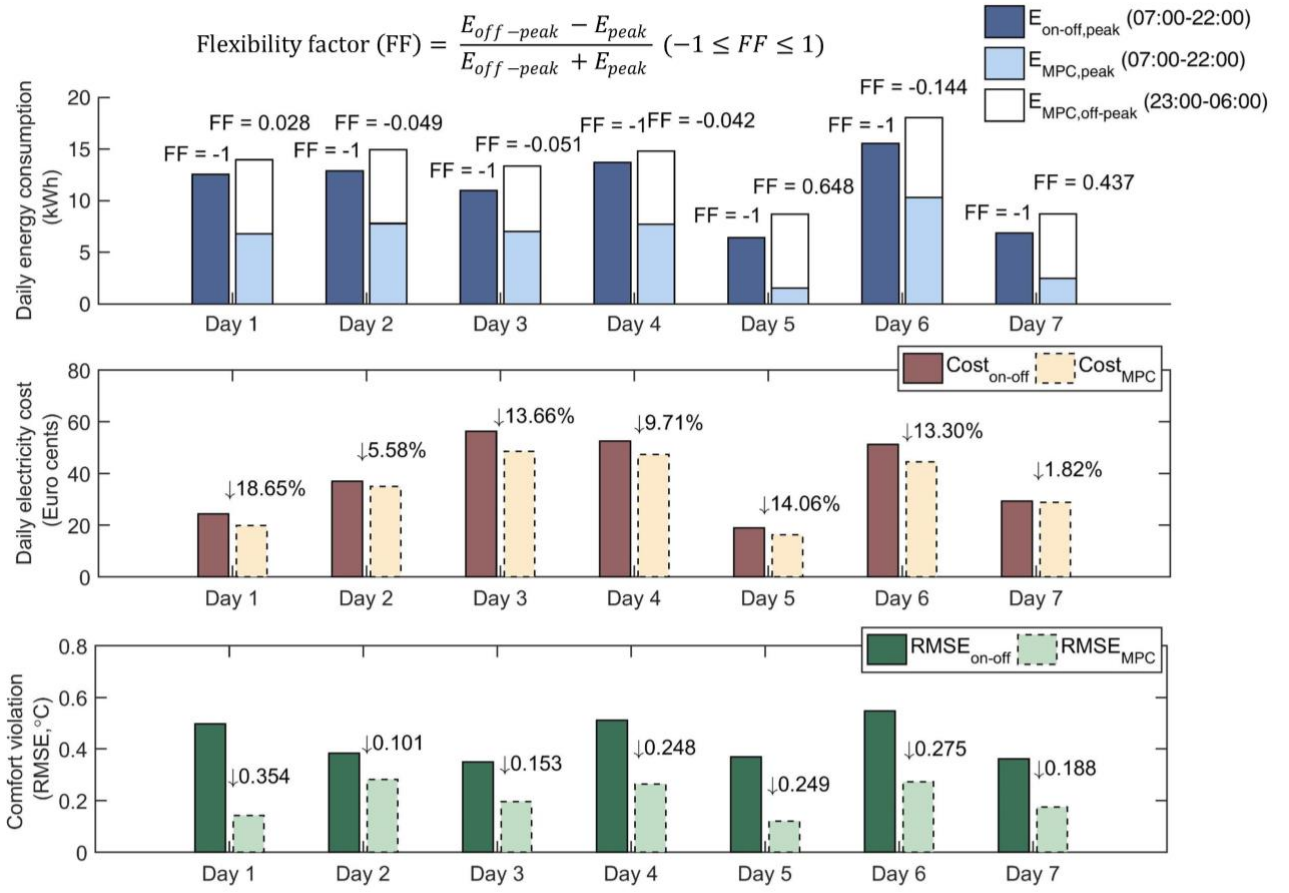 Flexibility factor (FF) = E_off−peak − E_peak / E_off−peak + E_peak (−1 ≤ FF ≤ 1)
E_on-off,peak (07:00-22:00)
E_MPC,peak (07:00-22:00)
E_MPC,off-peak (23:00-06:00)
Daily energy consumption
(kWh)
20
15
10
5
0
FF = -1
FF = 0.028
FF = -1
FF = -0.049
FF = -1
FF = -0.051
FF = -1
FF = -0.042
FF = -1
FF = 0.648
FF = -1
FF = -0.144
FF = -1
FF = 0.437
Day 1 Day 2 Day 3 Day 4 Day 5 Day 6 Day 7
Daily electricity cost
(Euro cents)
80
60
40
20
0
Cost_on-off Cost_MPC
↓18.65%
↓5.58%
↓13.66%
↓9.71%
↓14.06%
↓13.30%
↓1.82%
Day 1 Day 2 Day 3 Day 4 Day 5 Day 6 Day 7
Comfort violation
(RMSE,°C)
0.8
0.6
0.4
0.2
0
RMSE_on-off RMSE_MPC
↓0.354
↓0.101
↓0.153
↓0.248
↓0.249
↓0.275
↓0.188
Day 1 Day 2 Day 3 Day 4 Day 5 Day 6 Day 7